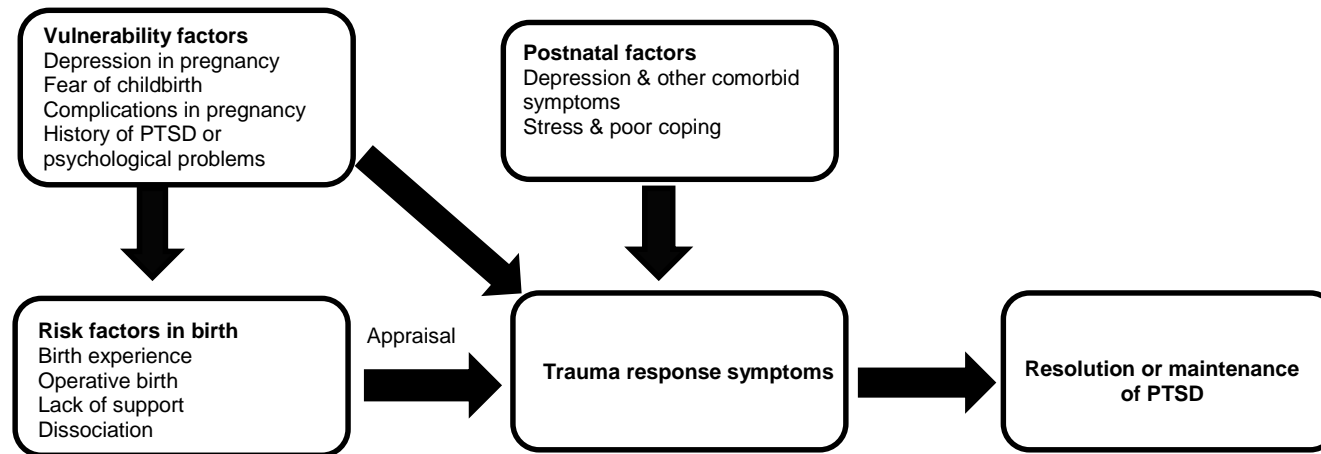 Vulnerability factors
Depression in pregnancy
Fear of childbirth
Complications in pregnancy
History of PTSD or
psychological problems
Postnatal factors
Depression & other comorbid
symptoms
Stress & poor coping
Risk factors in birth
Birth experience
Operative birth
Lack of support
Dissociation
Appraisal
Trauma response symptoms
Resolution or maintenance
of PTSD